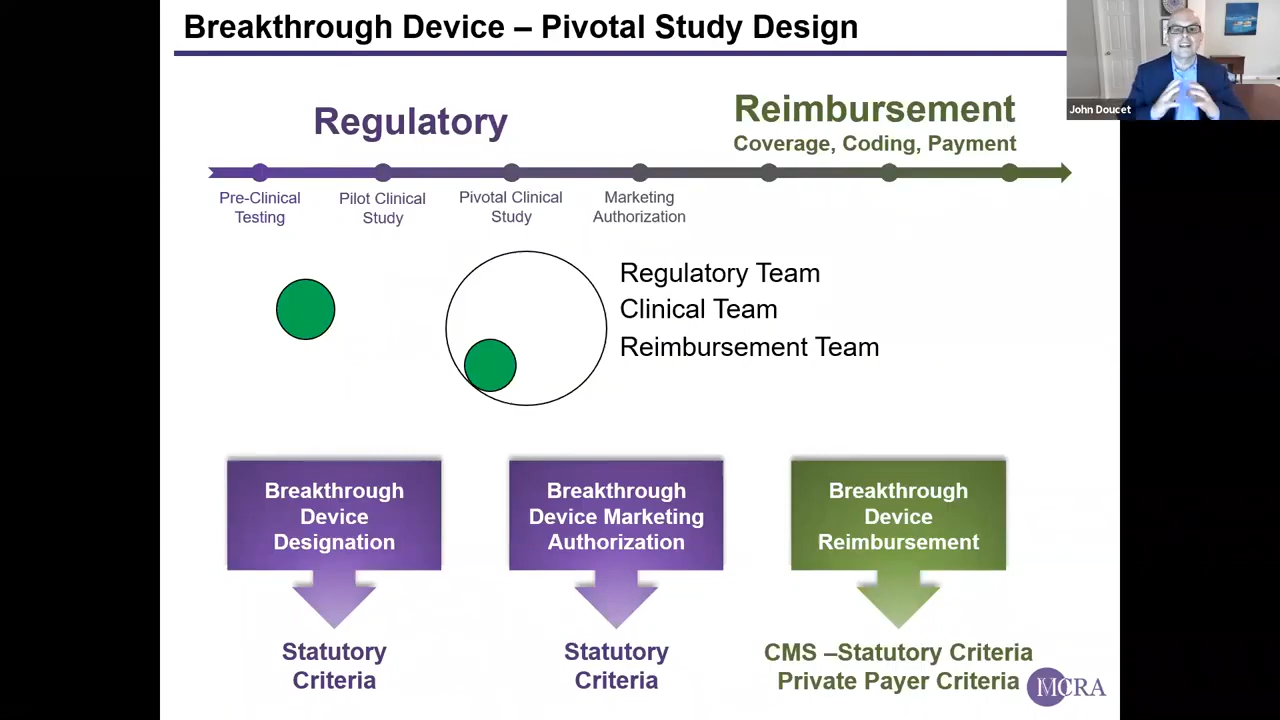 Breakthrough Device – Pivotal Study Design
John Doucet
Regulatory
Reimbursement
Coverage, Coding, Payment
Pre-Clinical
Testing
Pilot Clinical
Study
Pivotal Clinical
Study
Marketing
Authorization
Regulatory Team
Clinical Team
Reimbursement Team
Breakthrough
Device
Designation
Breakthrough
Device Marketing
Authorization
Breakthrough
Device
Reimbursement
Statutory
Criteria
Statutory
Criteria
CMS –Statutory Criteria
Private Payer Criteria
MCRA